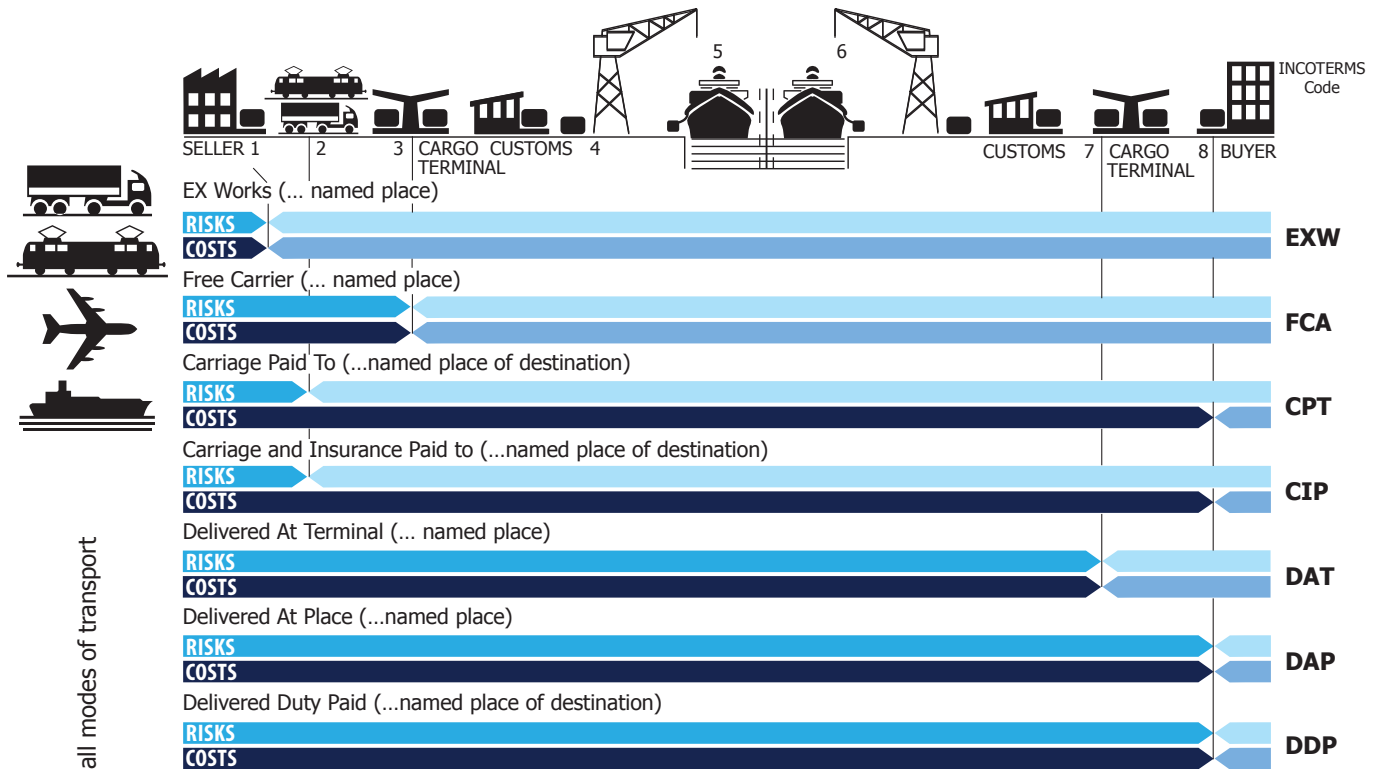 5
6
INCOTERMS
Code
SELLER 1
2
3
CARGO
TERMINAL
CUSTOMS
4
CUSTOMS
7
CARGO
TERMINAL
8
BUYER
EX Works (... named place)
RISKS
COSTS
EXW
Free Carrier (... named place)
RISKS
COSTS
FCA
Carriage Paid To (...named place of destination)
RISKS
COSTS
CPT
Carriage and Insurance Paid to (...named place of destination)
RISKS
COSTS
CIP
Delivered At Terminal (... named place)
RISKS
COSTS
DAT
Delivered At Place (...named place)
RISKS
COSTS
DAP
Delivered Duty Paid (...named place of destination)
RISKS
COSTS
DDP
all modes of transport